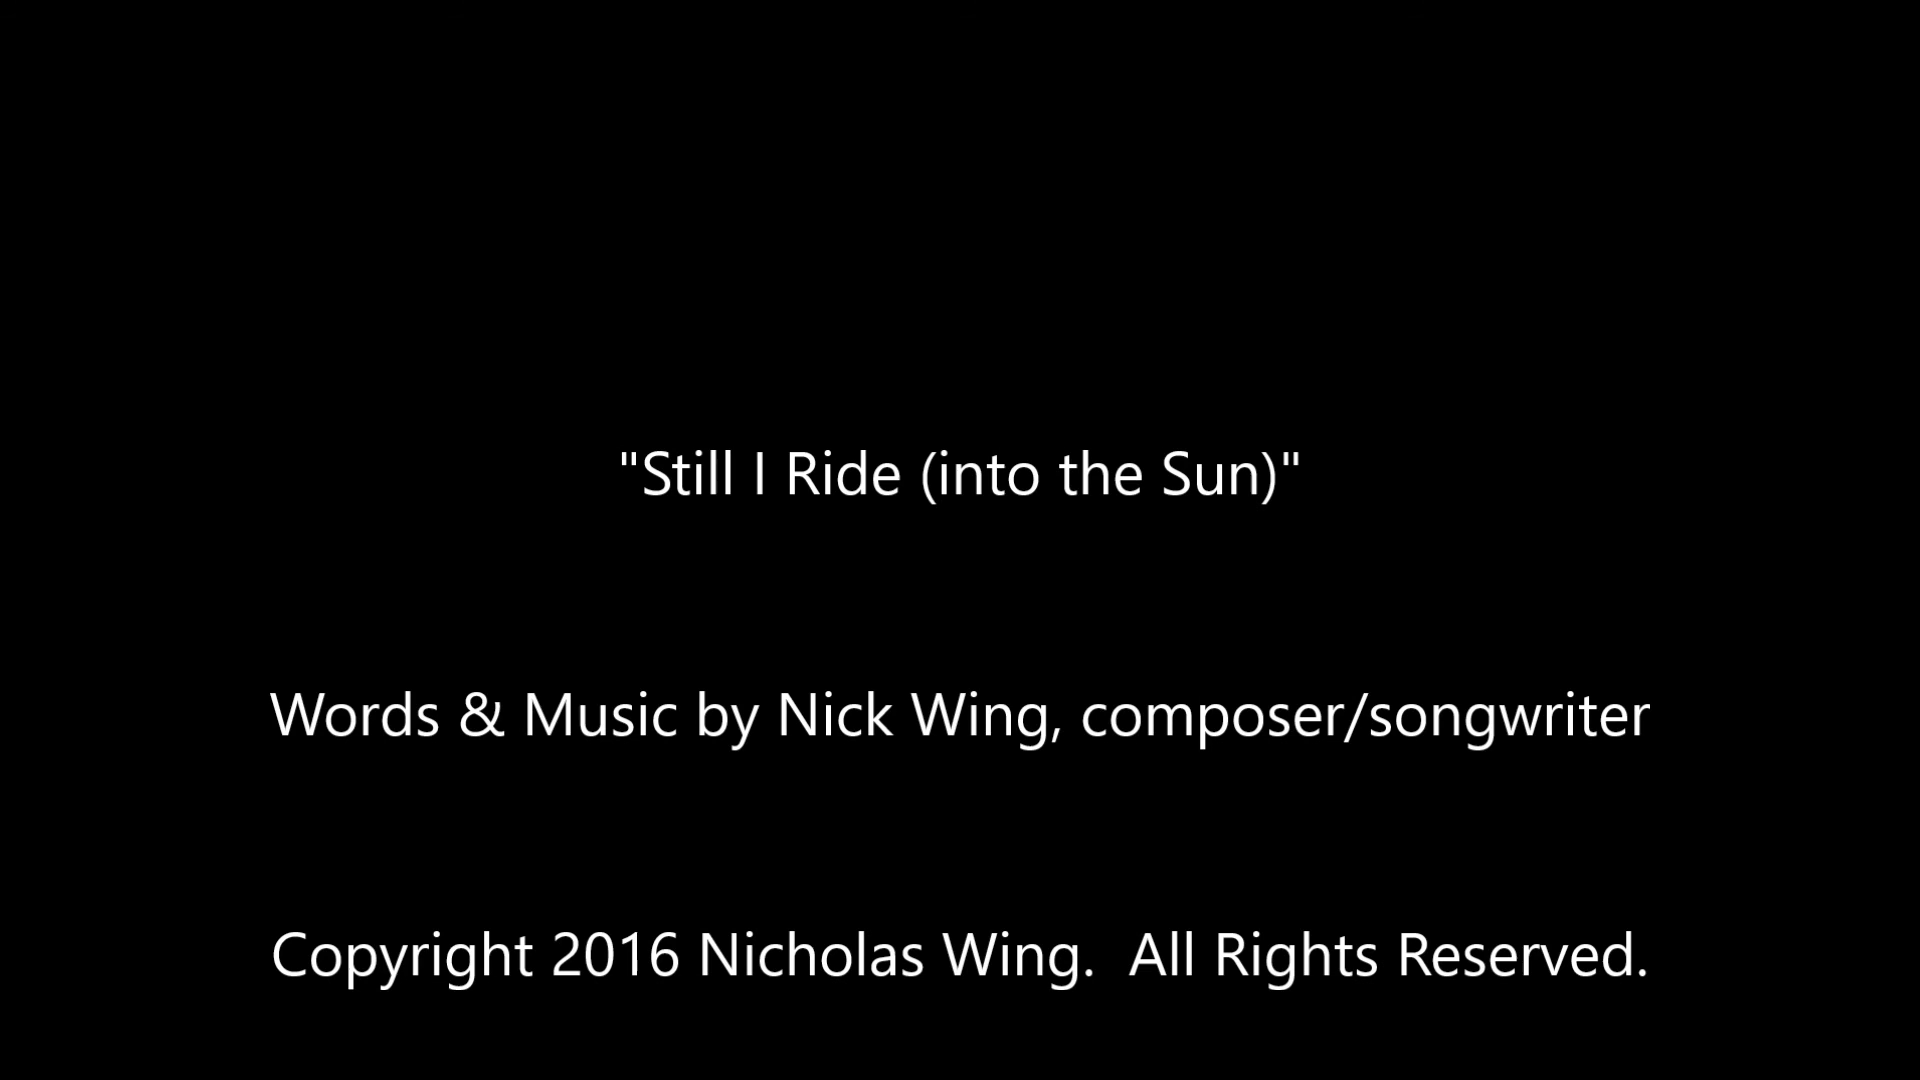 "Still I Ride (into the Sun)"
Words & Music by Nick Wing, composer/songwriter
Copyright 2016 Nicholas Wing.  All Rights Reserved.